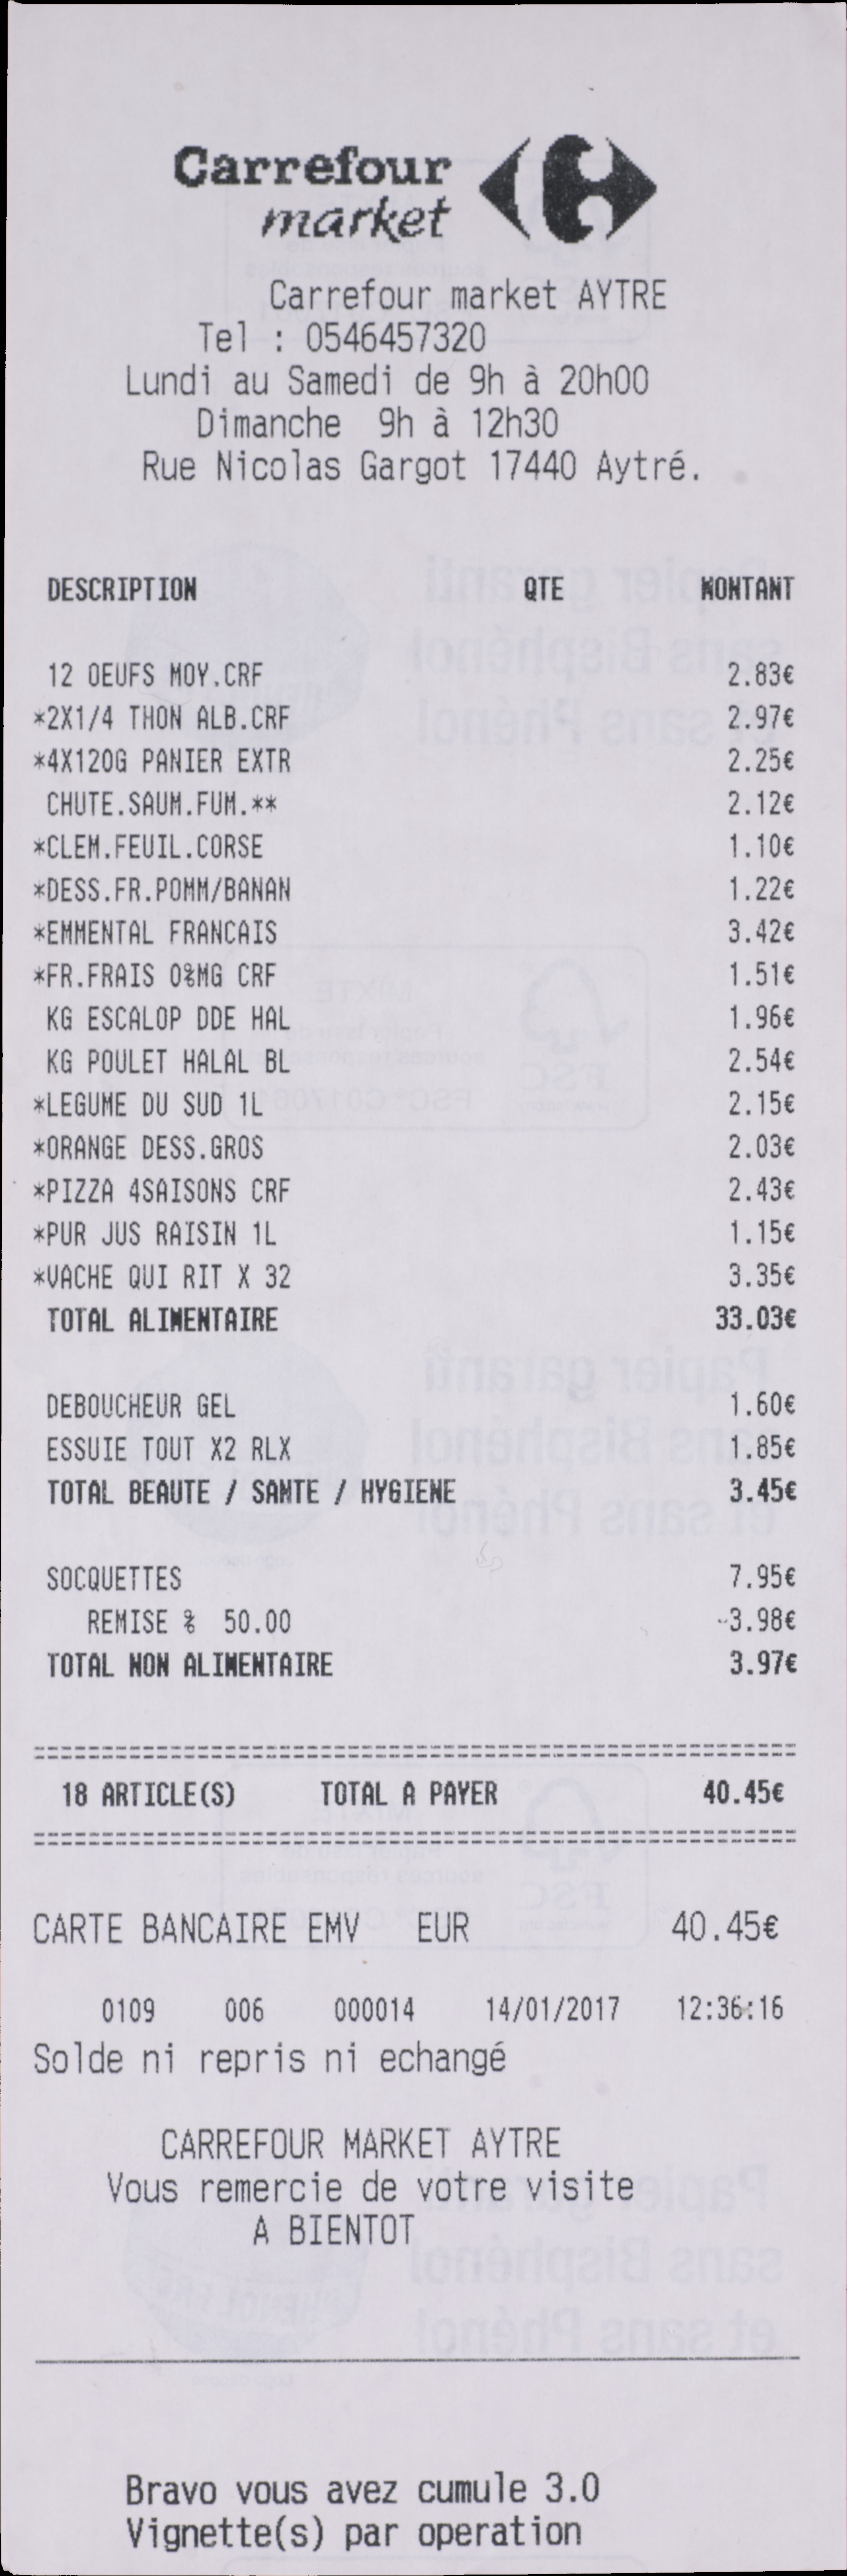 Carrefour
market
Carrefour market AYTRE
Tel : 0546457320
Lundi au Samedi de 9h à 20h00
Dimanche 9h à 12h30
Rue Nicolas Gargot 17440 Aytré.
DESCRIPTION QTE MONTANT
12 OEUFS MOY.CRF 2.83€
*2X1/4 THON ALB.CRF 2.97€
*4X120G PANIER EXTR 2.25€
CHUTE.SAUM.FUM.** 2.12€
*CLEM.FEUIL.CORSE 1.10€
*DESS.FR.POMM/BANAN 1.22€
*EMMENTAL FRANCAIS 3.42€
*FR.FRAIS 0%MG CRF 1.51€
KG ESCALOP DDE HAL 1.96€
KG POULET HALAL BL 2.54€
*LEGUME DU SUD 1L 2.15€
*ORANGE DESS.GROS 2.03€
*PIZZA 4SAISONS CRF 2.43€
*PUR JUS RAISIN 1L 1.15€
*VACHE QUI RIT X 32 3.35€
TOTAL ALIMENTAIRE 33.03€
DEBOUCHEUR GEL 1.60€
ESSUIE TOUT X2 RLX 1.85€
TOTAL BEAUTE / SANTE / HYGIENE 3.45€
SOCQUETTES 7.95€
REMISE % 50.00 -3.98€
TOTAL NON ALIMENTAIRE 3.97€
18 ARTICLE(S) TOTAL A PAYER 40.45€
CARTE BANCAIRE EMV EUR 40.45€
0109 006 000014 14/01/2017 12:36:16
Solde ni repris ni echangé
CARREFOUR MARKET AYTRE
Vous remercie de votre visite
A BIENTOT
Bravo vous avez cumule 3.0
Vignette(s) par operation